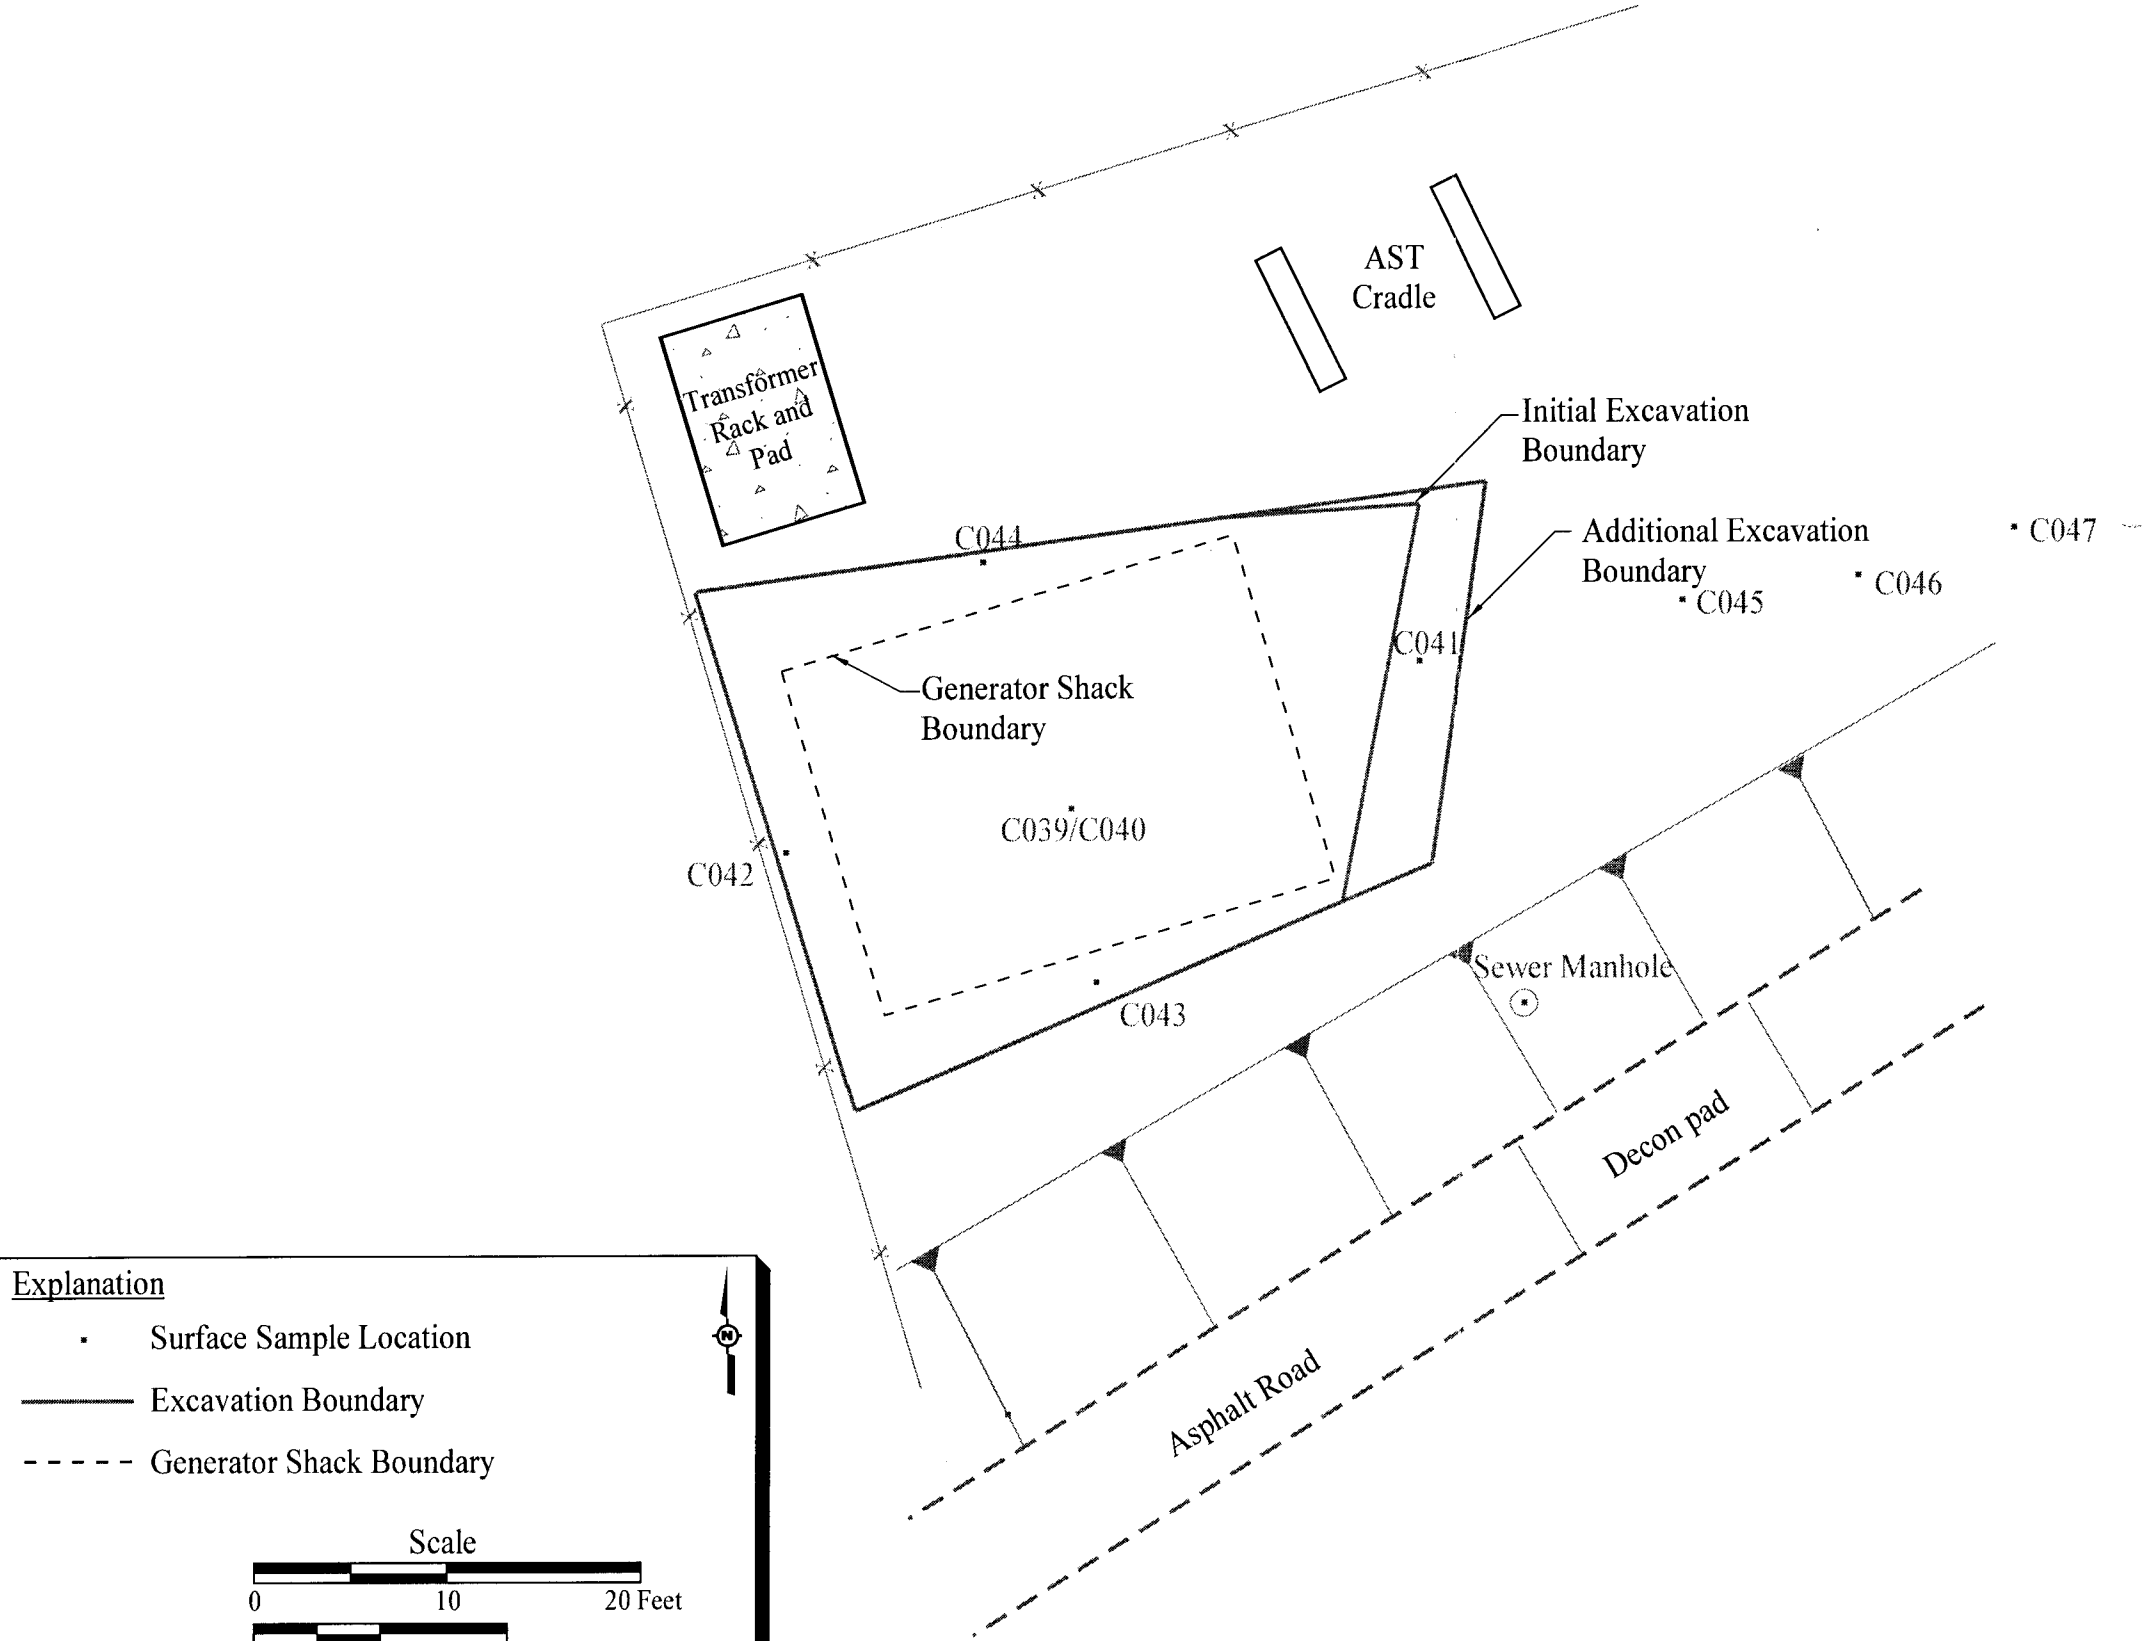 AST
Cradle
Transformer
Rack and
Pad
Initial Excavation
Boundary
Additional Excavation
Boundary
C044
C047
C046
C045
C041
Generator Shack
Boundary
C039/C040
C042
C043
Sewer Manhole
Decon pad
Asphalt Road
Explanation
N
Surface Sample Location
Excavation Boundary
Generator Shack Boundary
Scale
0 10 20 Feet